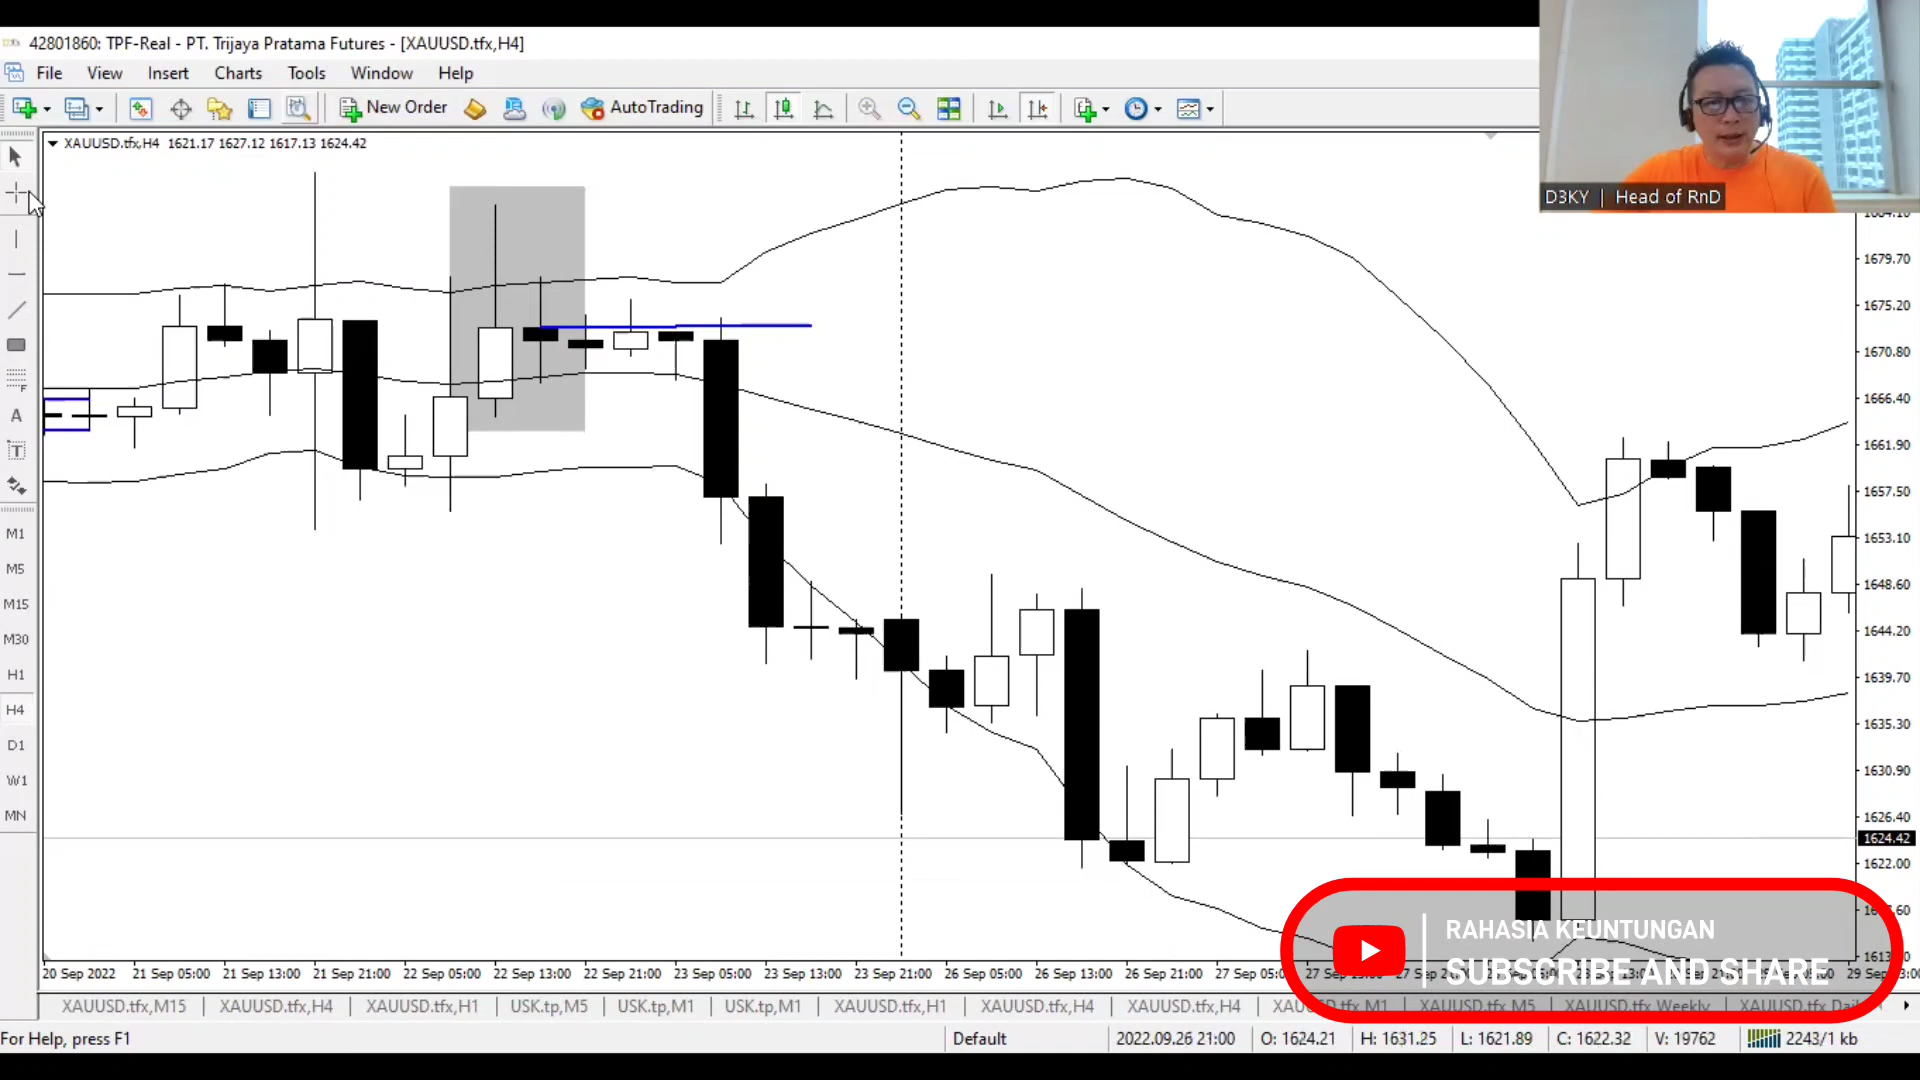 42801860: TPF-Real - PT. Trijaya Pratama Futures - [XAUUSD.tfx,H4]
File View Insert Charts Tools Window Help
New Order AutoTrading
XAUUSD.tfx,H4 1621.17 1627.12 1617.13 1624.42
D3KY | Head of RnD
1679.70
1675.20
1670.80
1666.40
1661.90
1657.50
1653.10
1648.60
1644.20
1639.70
1635.30
1630.90
1626.40
1624.42
1622.00
F
A
T
M1
M5
M15
M30
H1
H4
D1
W1
MN
RAHASIA KEUNTUNGAN
SUBSCRIBE AND SHARE
20 Sep 2022 21 Sep 05:00 21 Sep 13:00 21 Sep 21:00 22 Sep 05:00 22 Sep 13:00 22 Sep 21:00 23 Sep 05:00 23 Sep 13:00 23 Sep 21:00 26 Sep 05:00 26 Sep 13:00 26 Sep 21:00
XAUUSD.tfx,M15 XAUUSD.tfx,H4 XAUUSD.tfx,H1 USK.tp,M5 USK.tp,M1 USK.tp,M1 XAUUSD.tfx,H1 XAUUSD.tfx,H4 XAUUSD.tfx,H4 XAUUSD.tfx,M1 XAUUSD.tfx,M5 XAUUSD.tfx,Weekly
For Help, press F1 Default 2022.09.26 21:00 O: 1624.21 H: 1631.25 L: 1621.89 C: 1622.32 V: 19762 2243/1 kb